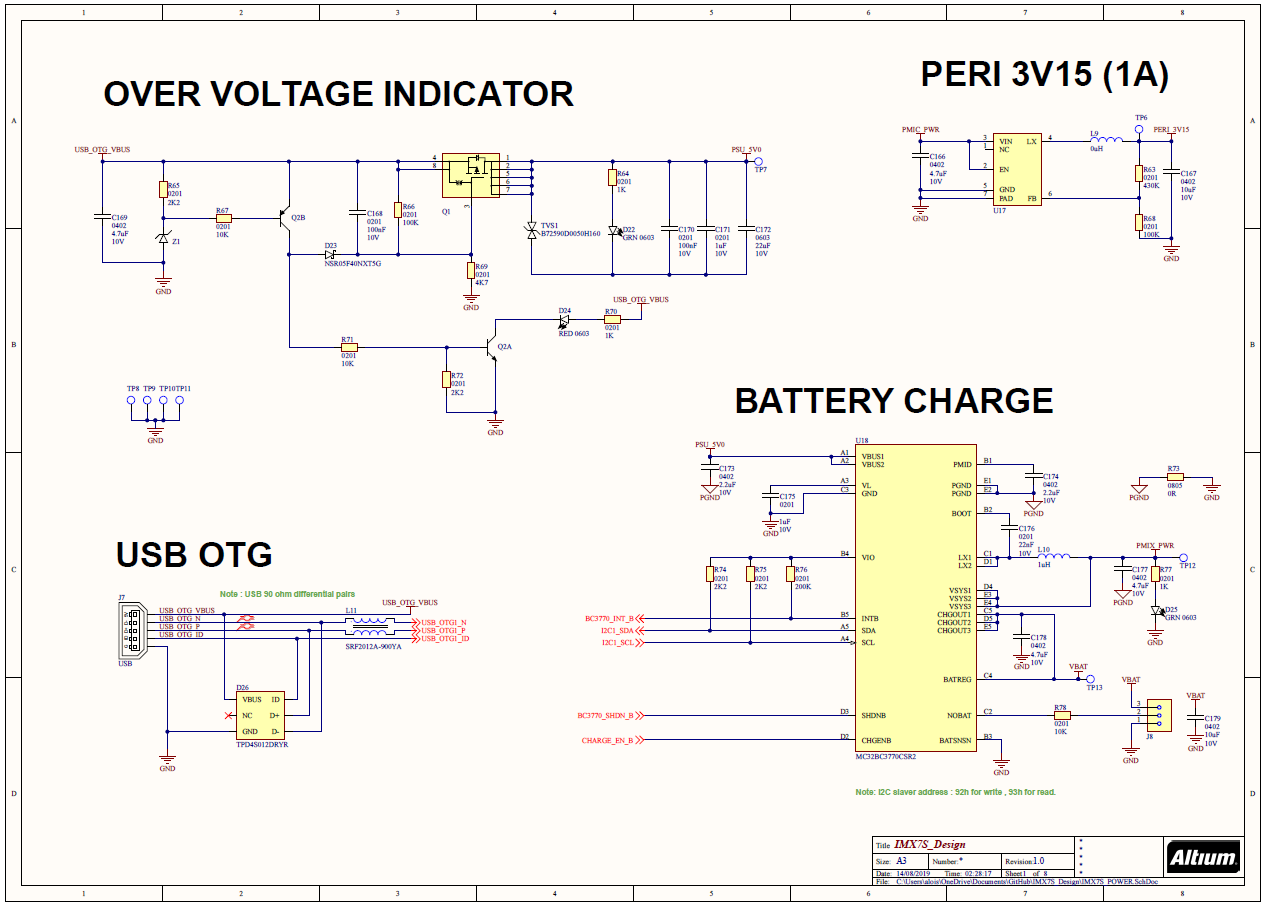 1 2 3 4 5 6 7 8
A
B
C
D
OVER VOLTAGE INDICATOR
USB_OTG_VBUS
C169
0402
4.7uF
10V
R65
0201
2K2
Z1
GND
R67
0201
10K
Q2B
D23
NSR05F40NXT5G
C168
0201
100nF
10V
R66
0201
100K
4
8
Q1
3
1
2
5
6
7
R69
0201
4K7
GND
TVS1
B72590D0050H160
R64
0201
1K
D22
GRN 0603
C170
0201
100nF
10V
C171
0201
1uF
10V
C172
0603
22uF
10V
PSU_5V0
TP7
R71
0201
10K
R72
0201
2K2
Q2A
GND
D24
RED 0603
R70
0201
1K
USB_OTG_VBUS
TP8 TP9 TP10 TP11
GND
PERI 3V15 (1A)
PMIC_PWR
C166
0402
4.7uF
10V
GND
3 VIN LX 4
1 NC
2 EN
5 GND
7 PAD FB 6
U17
L9
0uH
TP6
PERI_3V15
R63
0201
430K
C167
0402
10uF
10V
R68
0201
100K
GND
BATTERY CHARGE
PSU_5V0
C173
0402
2.2uF
10V
PGND
C175
0201
1uF
10V
GND
U18
A1 VBUS1
A2 VBUS2
A3 VL
C3 GND
B4 VIO
B5 INTB
A5 SDA
A4 SCL
D3 SHDNB
D2 CHGENB
PMID B1
PGND E1
PGND E2
BOOT B2
LX1 C1
LX2 D1
VSYS1 D4
VSYS2 E3
VSYS3 E4
CHGOUT1 C5
CHGOUT2 D5
CHGOUT3 E5
BATREG C4
NOBAT C2
BATSNSN B3
MC32BC3770CSR2
R74
0201
2K2
R75
0201
2K2
R76
0201
200K
BC3770_INT_B
I2C1_SDA
I2C1_SCL
BC3770_SHDN_B
CHARGE_EN_B
C174
0402
2.2uF
10V
PGND
C176
0201
22nF
10V
L10
1uH
PMIX_PWR
TP12
C177
0402
4.7uF
10V
PGND
R77
0201
1K
D25
GRN 0603
GND
R73
0805
0R
PGND
GND
C178
0402
4.7uF
10V
GND
VBAT
TP13
R78
0201
10K
GND
VBAT
3
2
1
J8
GND
VBAT
C179
0402
10uF
10V
GND
Note: I2C slaver address : 92h for write , 93h for read.
USB OTG
Note : USB 90 ohm differential pairs
J7
USB
USB_OTG_VBUS
USB_OTG_N
USB_OTG_P
USB_OTG_ID
L11
SRF2012A-900YA
USB_OTG_VBUS
USB_OTG1_N
USB_OTG1_P
USB_OTG1_ID
D26
VBUS ID
NC D+
GND D-
TPD4S012DRYR
GND
Title IMX7S_Design
Size: A3 Number:* Revision:1.0
Date: 14/08/2019 Time: 02:28:17 Sheet1 of 8
File: C:\Users\alois\OneDrive\Documents\GitHub\IMX7S_Design\IMX7S_POWER.SchDoc
*
*
*
*
*
Altium
A
B
C
D
1 2 3 4 5 6 7 8